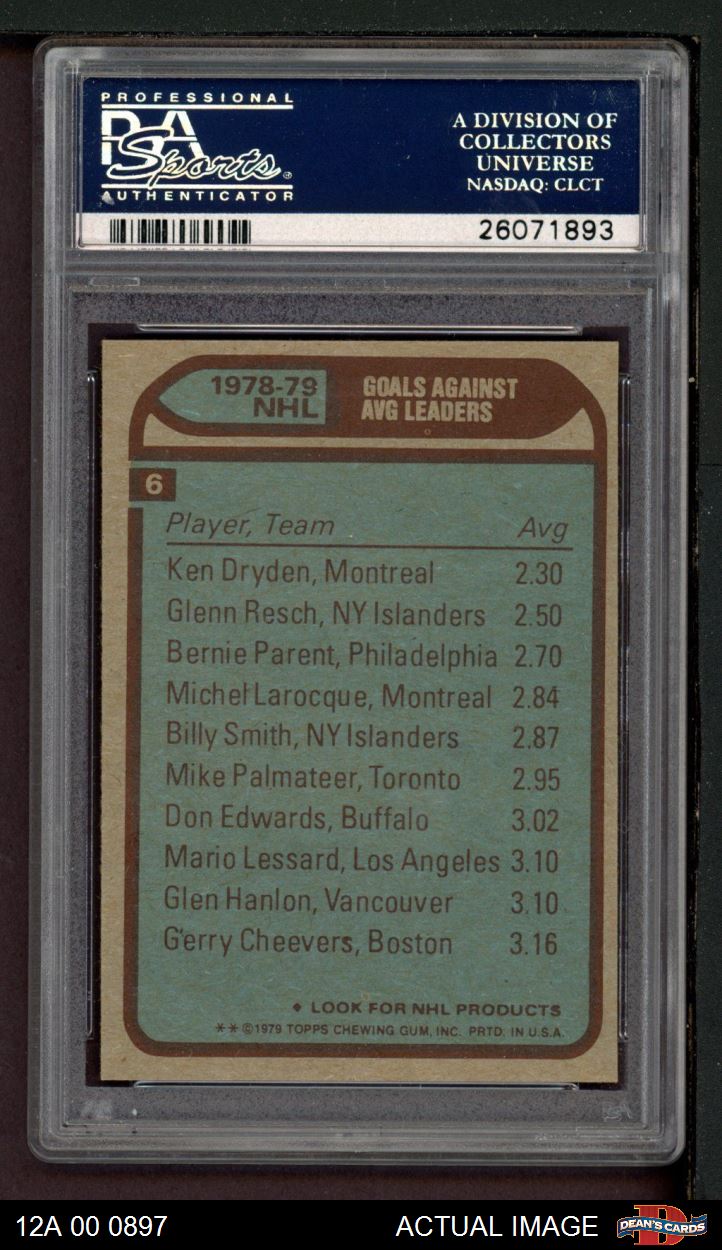 PROFESSIONAL
PSA
Sports®
AUTHENTICATOR
A DIVISION OF
COLLECTORS
UNIVERSE
NASDAQ: CLCT
26071893
1978-79
NHL
GOALS AGAINST
AVG LEADERS
6
Player, Team Avg
Ken Dryden, Montreal 2.30
Glenn Resch, NY Islanders 2.50
Bernie Parent, Philadelphia 2.70
Michel Larocque, Montreal 2.84
Billy Smith, NY Islanders 2.87
Mike Palmateer, Toronto 2.95
Don Edwards, Buffalo 3.02
Mario Lessard, Los Angeles 3.10
Glen Hanlon, Vancouver 3.10
Gerry Cheevers, Boston 3.16
♦ LOOK FOR NHL PRODUCTS
** ©1979 TOPPS CHEWING GUM, INC. PRTD. IN U.S.A.
12A 00 0897 ACTUAL IMAGE
D
DEAN'S CARDS